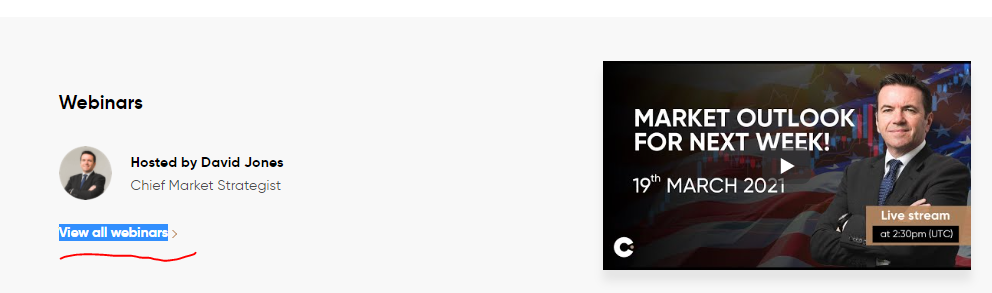 Webinars
Hosted by David Jones
Chief Market Strategist
View all webinars
MARKET OUTLOOK
FOR NEXT WEEK!
19th MARCH 2021
Live stream
at 2:30pm (UTC)